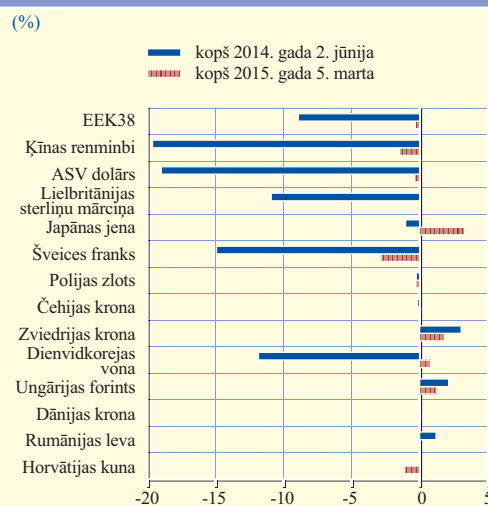 (%)
kopš 2014. gada 2. jūnija
kopš 2015. gada 5. marta
EEK38
Ķīnas renminbi
ASV dolārs
Lielbritānijas
sterliņu mārciņa
Japānas jena
Šveices franks
Polijas zlots
Čehijas krona
Zviedrijas krona
Dienvidkorejas
vona
Ungārijas forints
Dānijas krona
Rumānijas leva
Horvātijas kuna
-20 -15 -10 -5 0 5